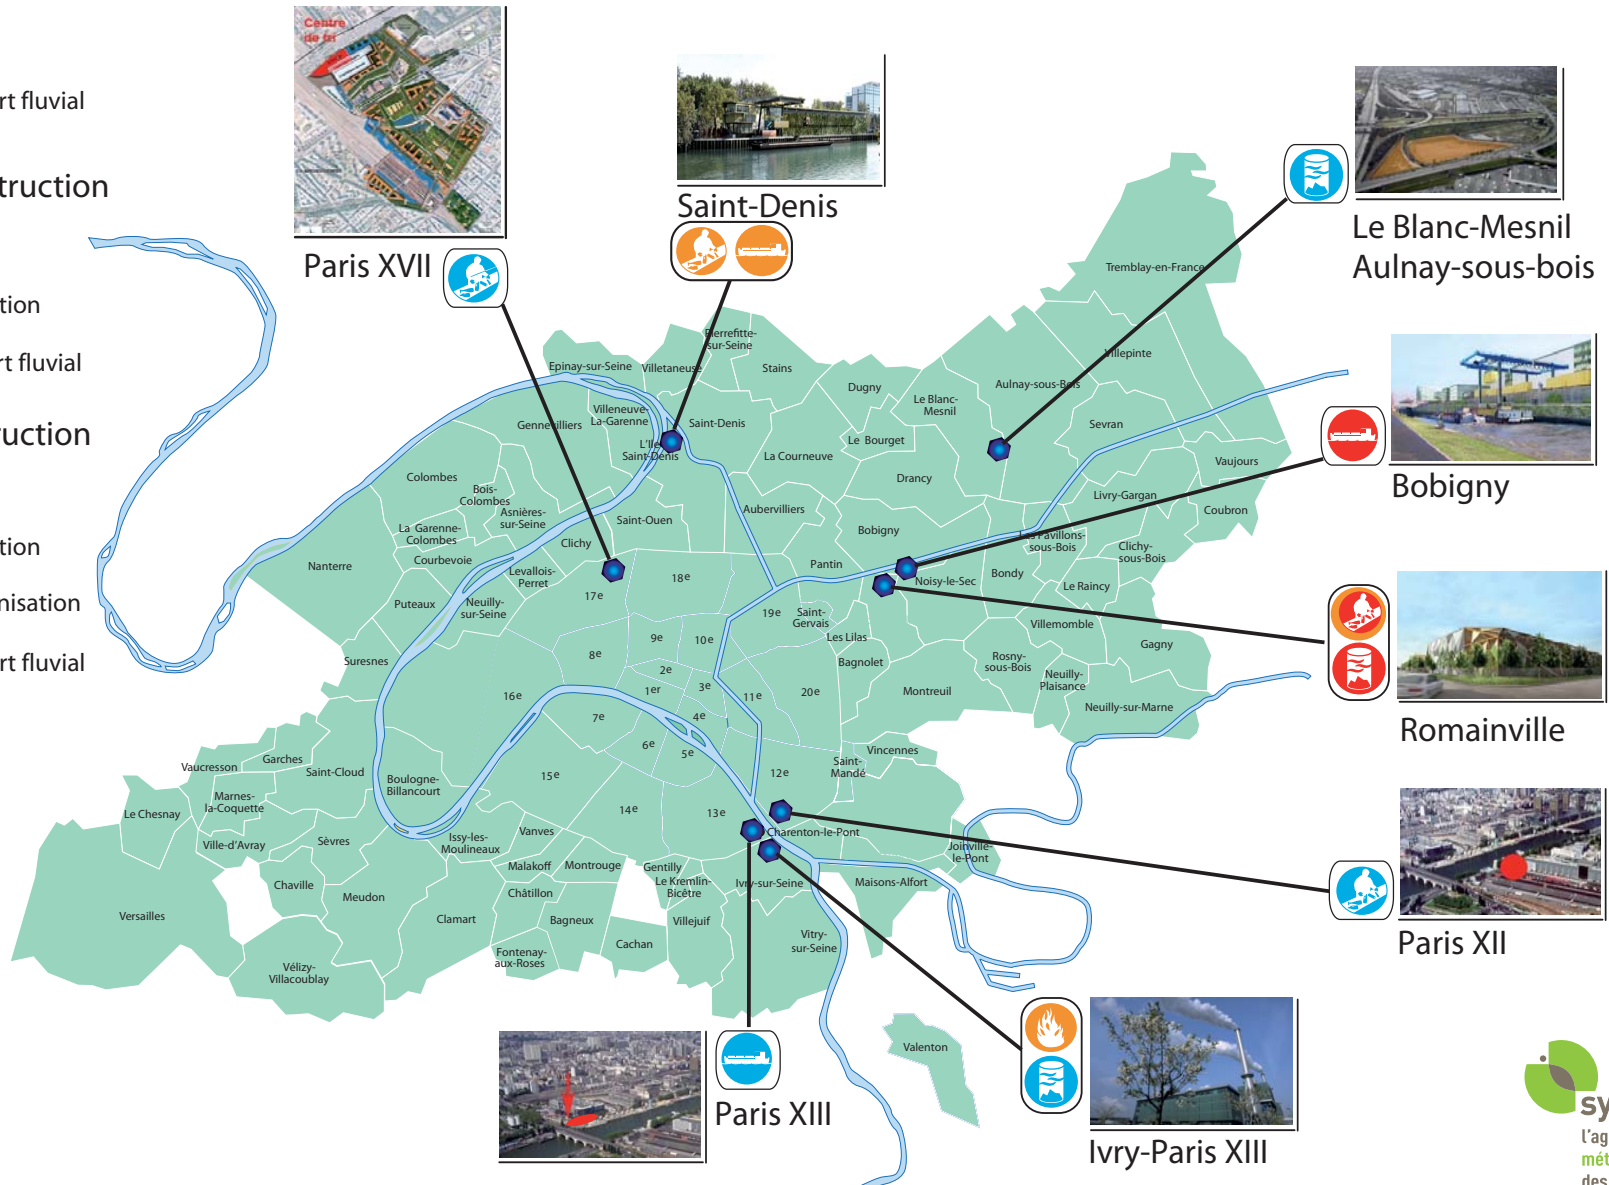 Centre
de tri
rt fluvial
truction
tion
rt fluvial
ruction
tion
nisation
rt fluvial
Paris XVII
Saint-Denis
Le Blanc-Mesnil
Aulnay-sous-bois
Bobigny
Romainville
Paris XII
Ivry-Paris XIII
Paris XIII
Tremblay-en-France
Villepinte
Pierrefitte-
sur-Seine
Epinay-sur-Seine
Villetaneuse
Stains
Dugny
Aulnay-sous-Bois
Le Blanc-
Mesnil
Villeneuve-
La-Garenne
Gennevilliers
Saint-Denis
L'Ile
Saint-Denis
Le Bourget
Sevran
La Courneuve
Drancy
Vaujours
Colombes
Bois-
Colombes
Livry-Gargan
Coubron
Asnières-
sur-Seine
Saint-Ouen
Aubervilliers
Bobigny
La Garenne-
Colombes
Courbevoie
Clichy
Les Pavillons-
sous-Bois
Clichy-
sous-Bois
Nanterre
Levallois-
Perret
Pantin
Noisy-le-Sec
Bondy
Le Raincy
17e
18e
Puteaux
Neuilly-
sur-Seine
19e
Saint-
Gervais
Les Lilas
Villemomble
Gagny
9e
10e
8e
2e
Suresnes
Bagnolet
Rosny-
sous-Bois
Neuilly-
Plaisance
16e
1er
3e
11e
20e
Montreuil
Neuilly-sur-Marne
7e
4e
6e
5e
Vincennes
Saint-
Mandé
12e
Garches
Vaucresson
Saint-Cloud
Boulogne-
Billancourt
15e
Marnes-
la-Coquette
Le Chesnay
14e
13e
Ville-d'Avray
Sèvres
Issy-les-
Moulineaux
Vanves
Charenton-le-Pont
Joinville-
le-Pont
Malakoff
Montrouge
Gentilly
Le Kremlin-
Bicêtre
Ivry-sur-Seine
Maisons-Alfort
Chaville
Meudon
Châtillon
Versailles
Clamart
Bagneux
Villejuif
Cachan
Vitry-
sur-Seine
Fontenay-
aux-Roses
Vélizy-
Villacoublay
Valenton
sy
l'ag
mét
des